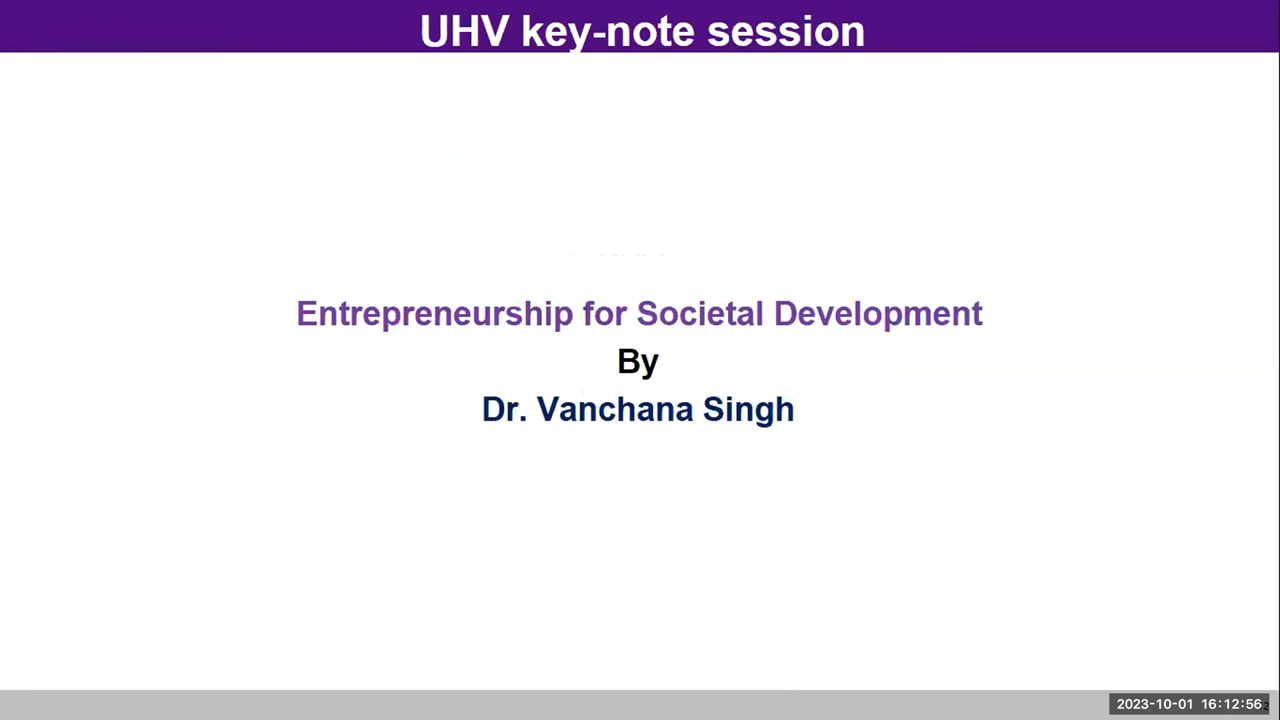 UHV key-note session
Entrepreneurship for Societal Development
By
Dr. Vanchana Singh
2023-10-01 16:12:56